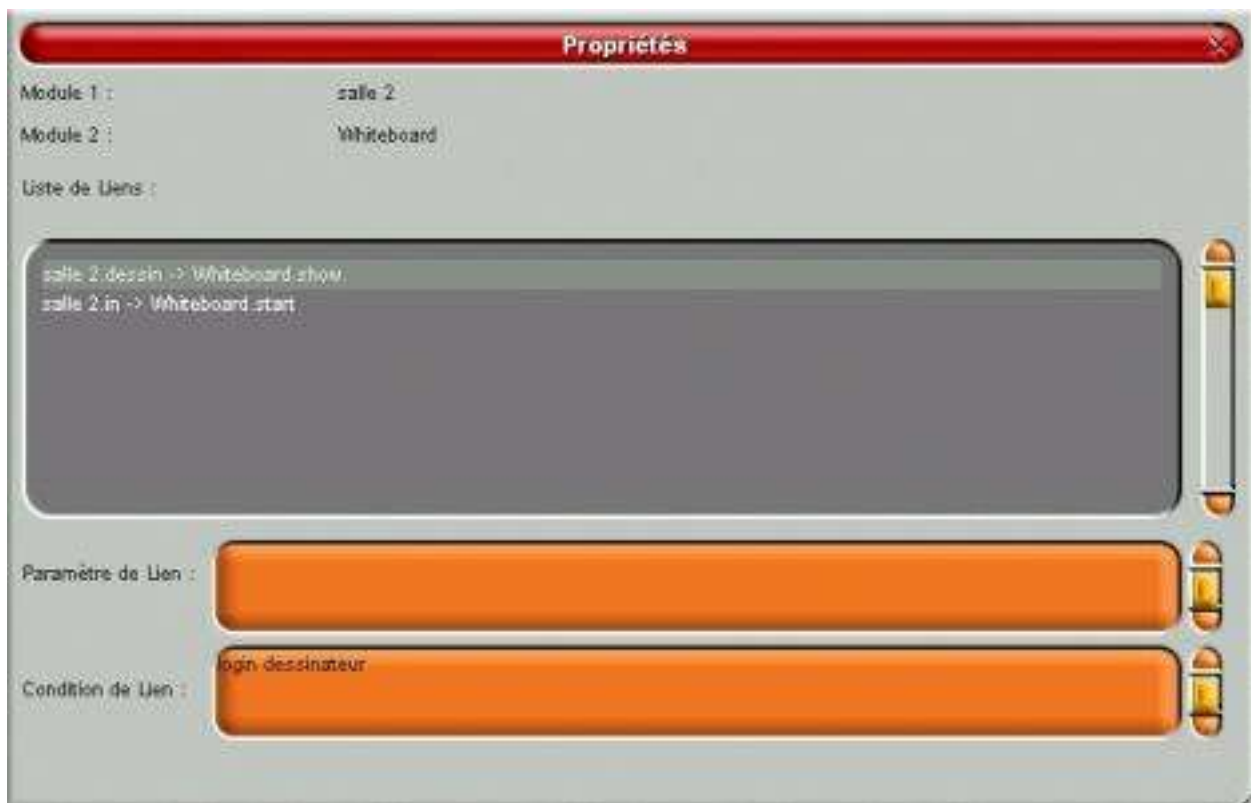 Propriétés
Module 1 : salle 2
Module 2 : Whiteboard
Liste de Liens :
salle 2.dessin -> Whiteboard.show
salle 2.in -> Whiteboard.start
Paramètre de Lien :
login dessinateur
Condition de Lien :